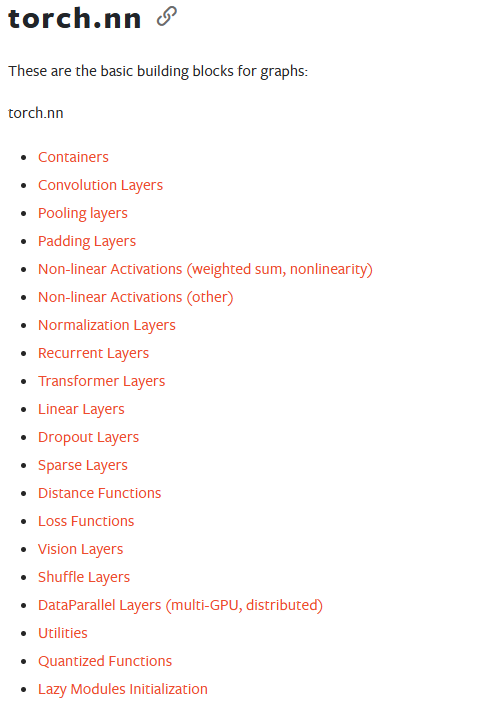 torch.nn
These are the basic building blocks for graphs:
torch.nn
Containers
Convolution Layers
Pooling layers
Padding Layers
Non-linear Activations (weighted sum, nonlinearity)
Non-linear Activations (other)
Normalization Layers
Recurrent Layers
Transformer Layers
Linear Layers
Dropout Layers
Sparse Layers
Distance Functions
Loss Functions
Vision Layers
Shuffle Layers
DataParallel Layers (multi-GPU, distributed)
Utilities
Quantized Functions
Lazy Modules Initialization